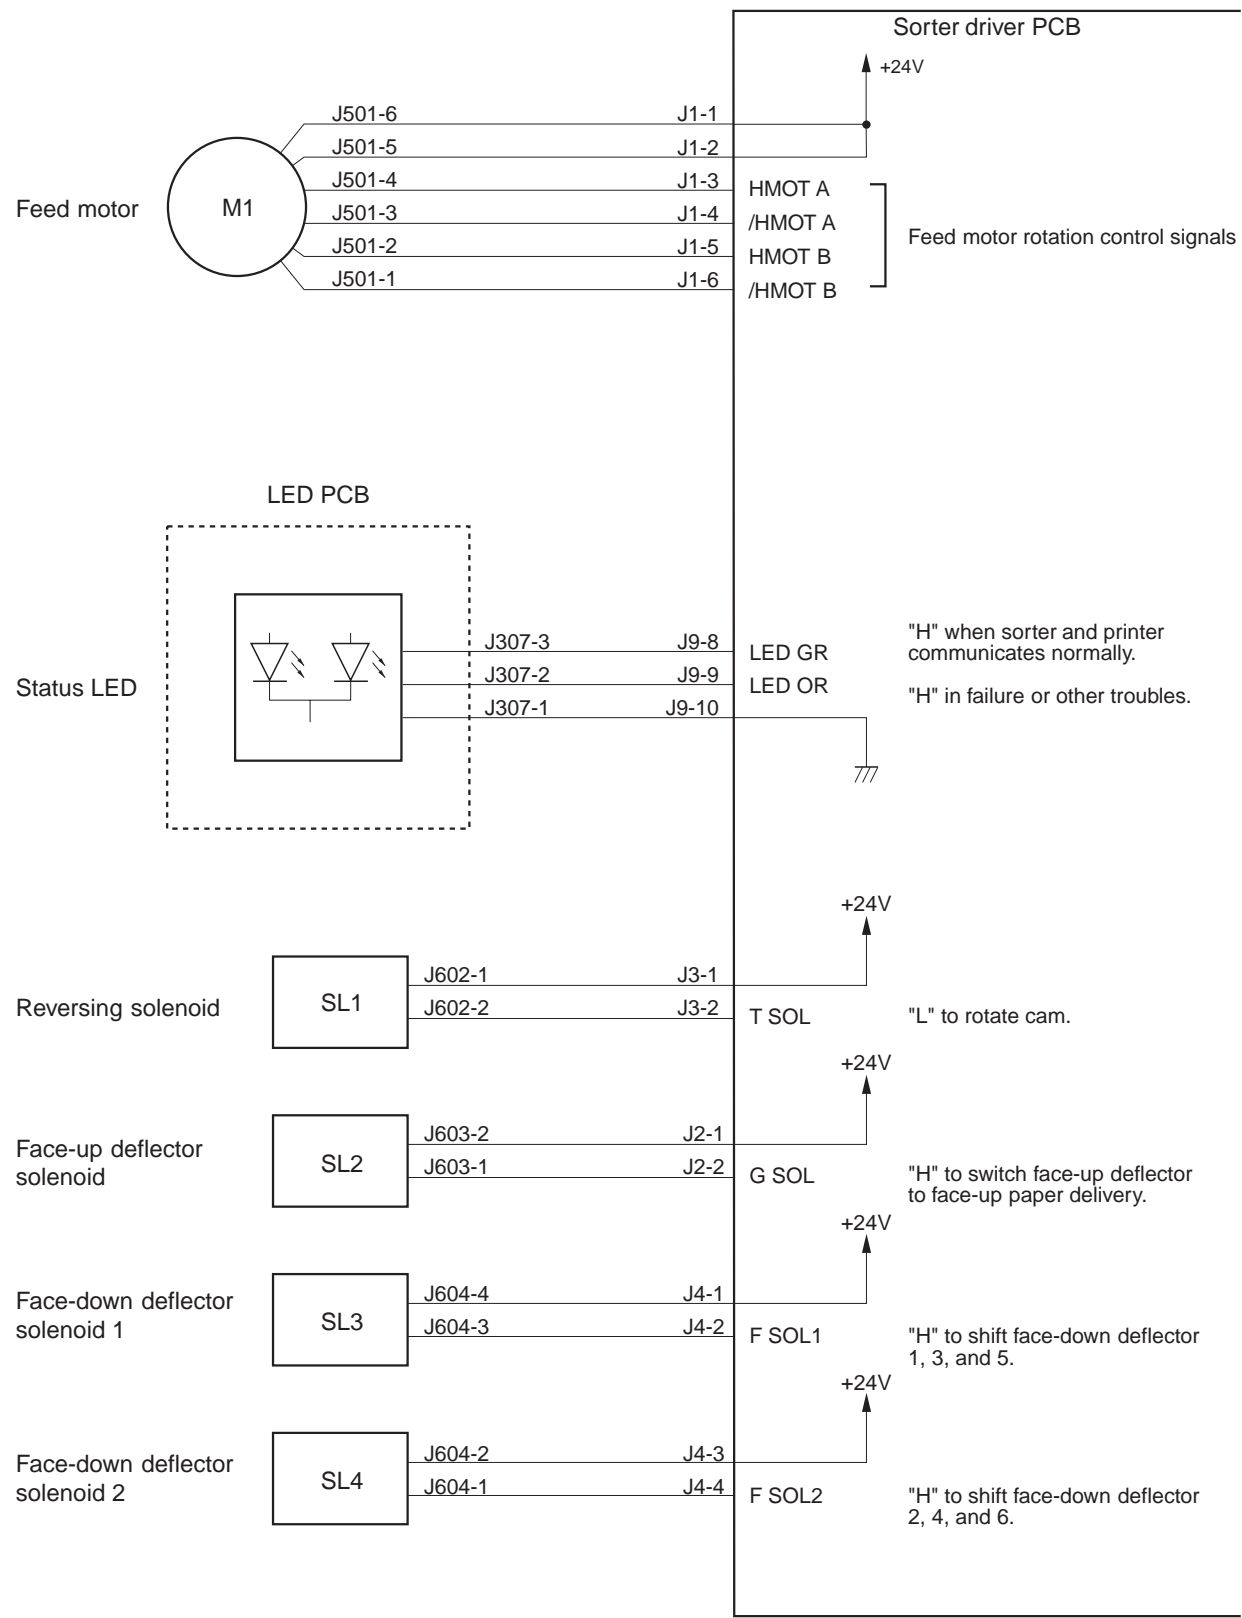 Sorter driver PCB
+24V
J501-6 J1-1
J501-5 J1-2
J501-4 J1-3 HMOT A
Feed motor M1 J501-3 J1-4 /HMOT A
Feed motor rotation control signals
J501-2 J1-5 HMOT B
J501-1 J1-6 /HMOT B
LED PCB
Status LED
J307-3 J9-8 LED GR
"H" when sorter and printer
communicates normally.
J307-2 J9-9 LED OR
"H" in failure or other troubles.
J307-1 J9-10
+24V
Reversing solenoid SL1
J602-1 J3-1
J602-2 J3-2 T SOL "L" to rotate cam.
+24V
Face-up deflector
solenoid
SL2
J603-2 J2-1
J603-1 J2-2 G SOL
"H" to switch face-up deflector
to face-up paper delivery.
+24V
Face-down deflector
solenoid 1
SL3
J604-4 J4-1
J604-3 J4-2 F SOL1
"H" to shift face-down deflector
1, 3, and 5.
+24V
Face-down deflector
solenoid 2
SL4
J604-2 J4-3
J604-1 J4-4 F SOL2
"H" to shift face-down deflector
2, 4, and 6.